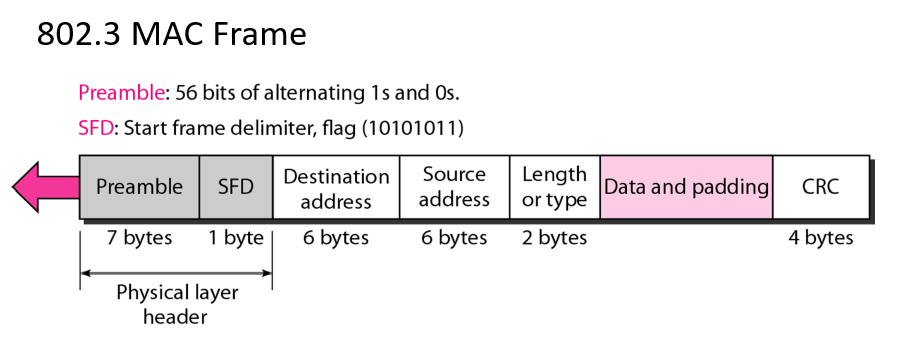 802.3 MAC Frame
Preamble: 56 bits of alternating 1s and 0s.
SFD: Start frame delimiter, flag (10101011)
Preamble
SFD
Destination
address
Source
address
Length
or type
Data and padding
CRC
7 bytes
1 byte
6 bytes
6 bytes
2 bytes
4 bytes
Physical layer
header